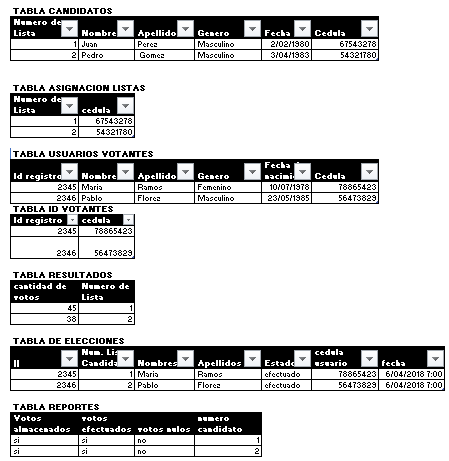 TABLA CANDIDATOS
Numero de Lista Nombre Apellido Genero Fecha Cedula
1 Juan Perez Masculino 2/02/1980 67543278
2 Pedro Gomez Masculino 3/04/1983 54321780
TABLA ASIGNACION LISTAS
Numero de Lista cedula
1 67543278
2 54321780
TABLA USUARIOS VOTANTES
Id registro Nombre Apellido Genero Fecha Cedula
2345 Maria Ramos Femenino 10/07/1978 78865423
2346 Pablo Florez Masculino 23/05/1985 56473829
TABLA ID VOTANTES
Id registro cedula
2345 78865423
2346 56473829
TABLA RESULTADOS
cantidad de votos Numero de Lista
45 1
38 2
TABLA DE ELECCIONES
Num. Lis Candida Nombres Apellidos Estado cedula usuario fecha
2345 1 Maria Ramos efectuado 78865423 6/04/2018 7:00
2346 2 Pablo Florez efectuado 56473829 6/04/2018 7:00
TABLA REPORTES
Votos almacenados votos efectuados votos nulos numero candidato
si si no 1
si si no 2